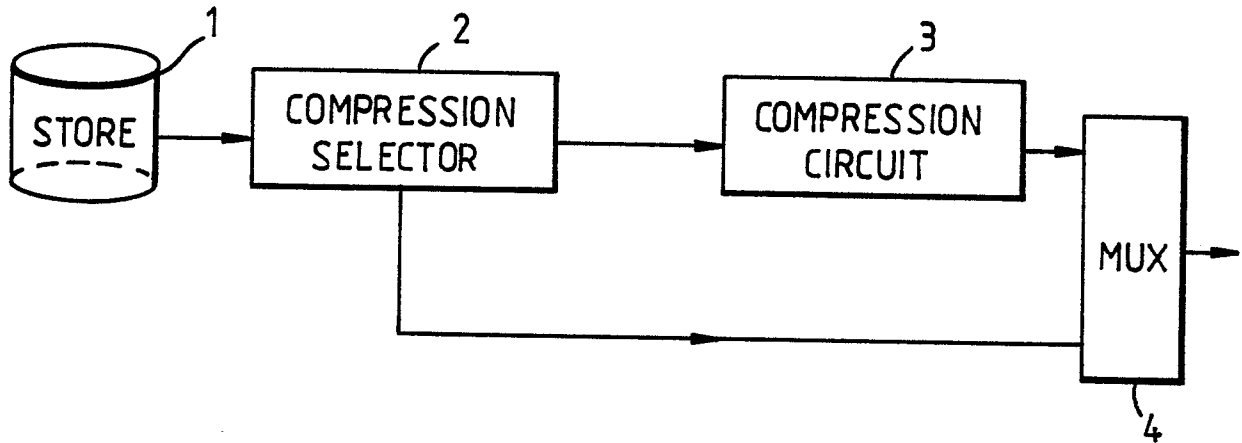 1
2
3
STORE
COMPRESSION
SELECTOR
COMPRESSION
CIRCUIT
MUX
4